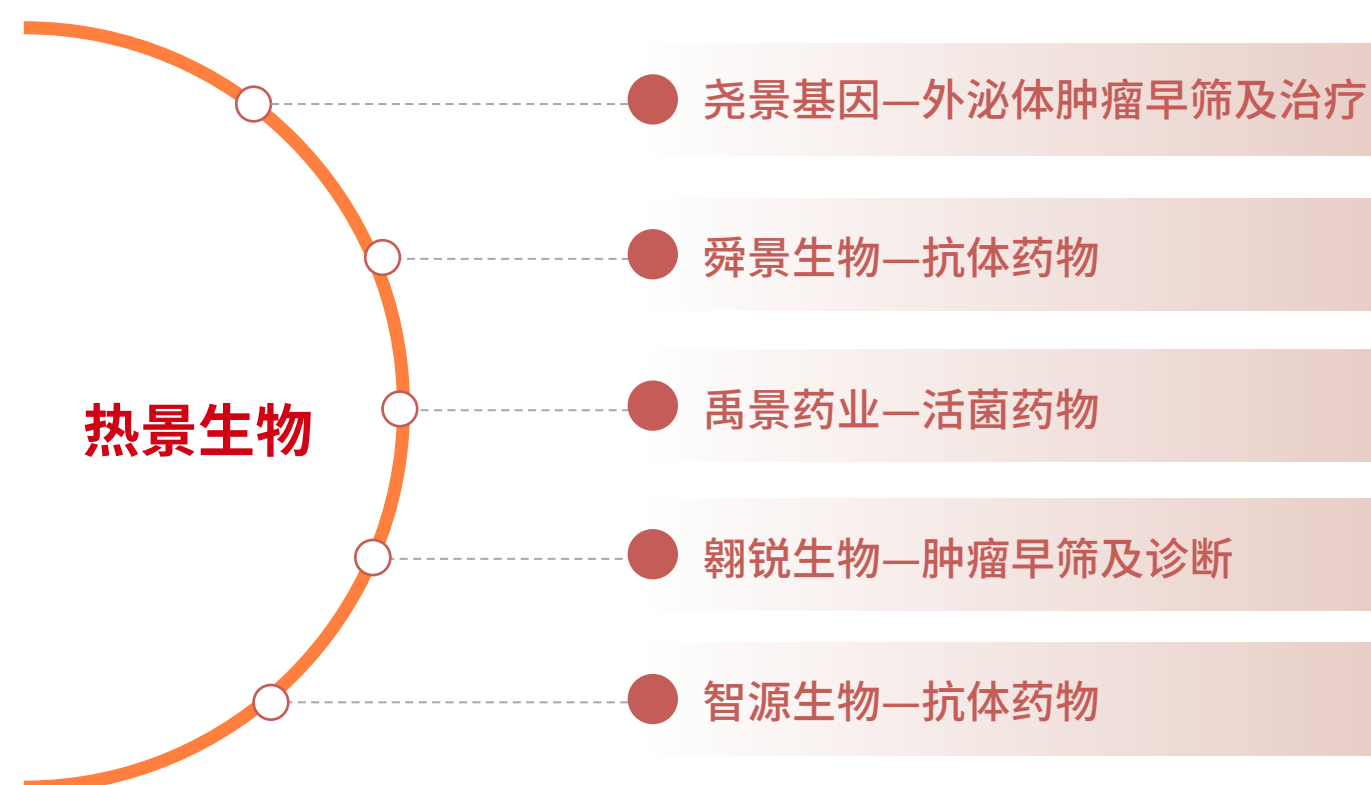 尧景基因—外泌体肿瘤早筛及治疗
舜景生物—抗体药物
热景生物
禹景药业—活菌药物
翱锐生物—肿瘤早筛及诊断
智源生物—抗体药物